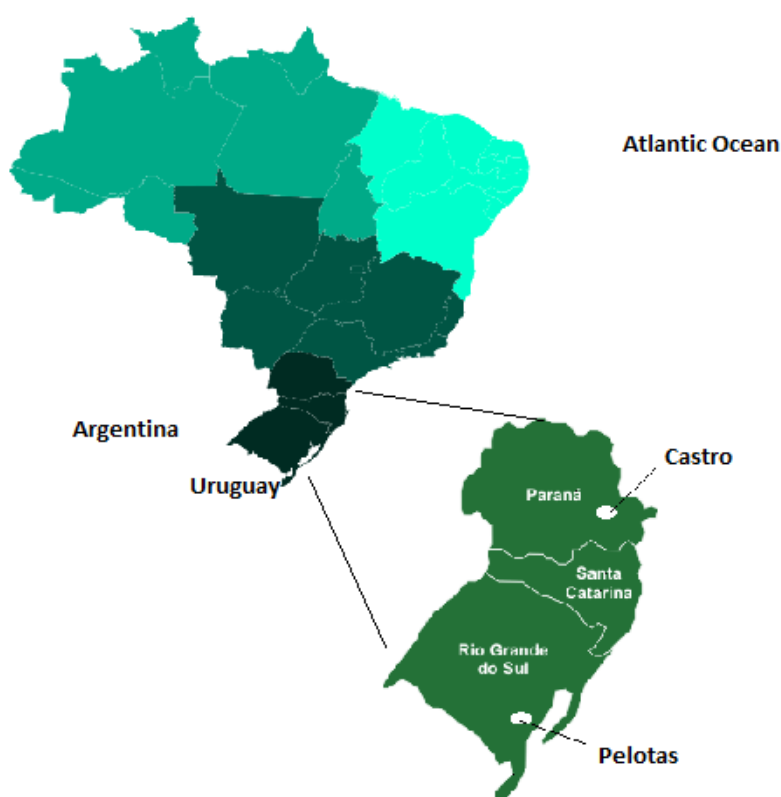 Atlantic Ocean
Argentina
Uruguay
Castro
Paraná
Santa
Catarina
Rio Grande
do Sul
Pelotas